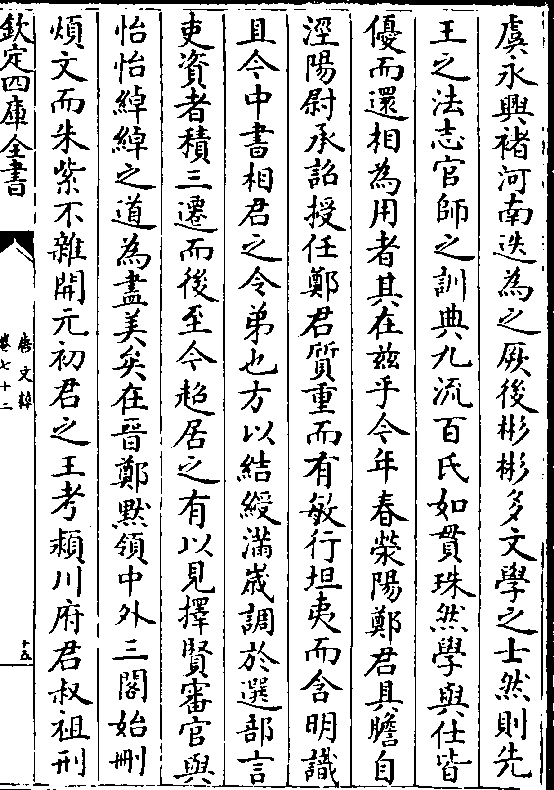 虞永興褚河南迭為之厥後彬彬多文學之士然則先
王之法志官師之訓典九流百氏如貫珠然學與仕皆
優而還相為用者其在茲乎今年春滎陽鄭君具瞻自
涇陽尉承詔授任鄭君質重而有敏行坦夷而含明識
且今中書相君之令弟也方以結綬滿歳調於選部言
吏資者積三遷而後至今超居之有以見擇賢審官與
怡怡綽綽之道為盡美矣在晉鄭黙領中外三閣始刪
煩文而朱紫不雜開元初君之王考頴川府君叔祖刑
欽定四庫全書
唐文粹
卷七十二
十五